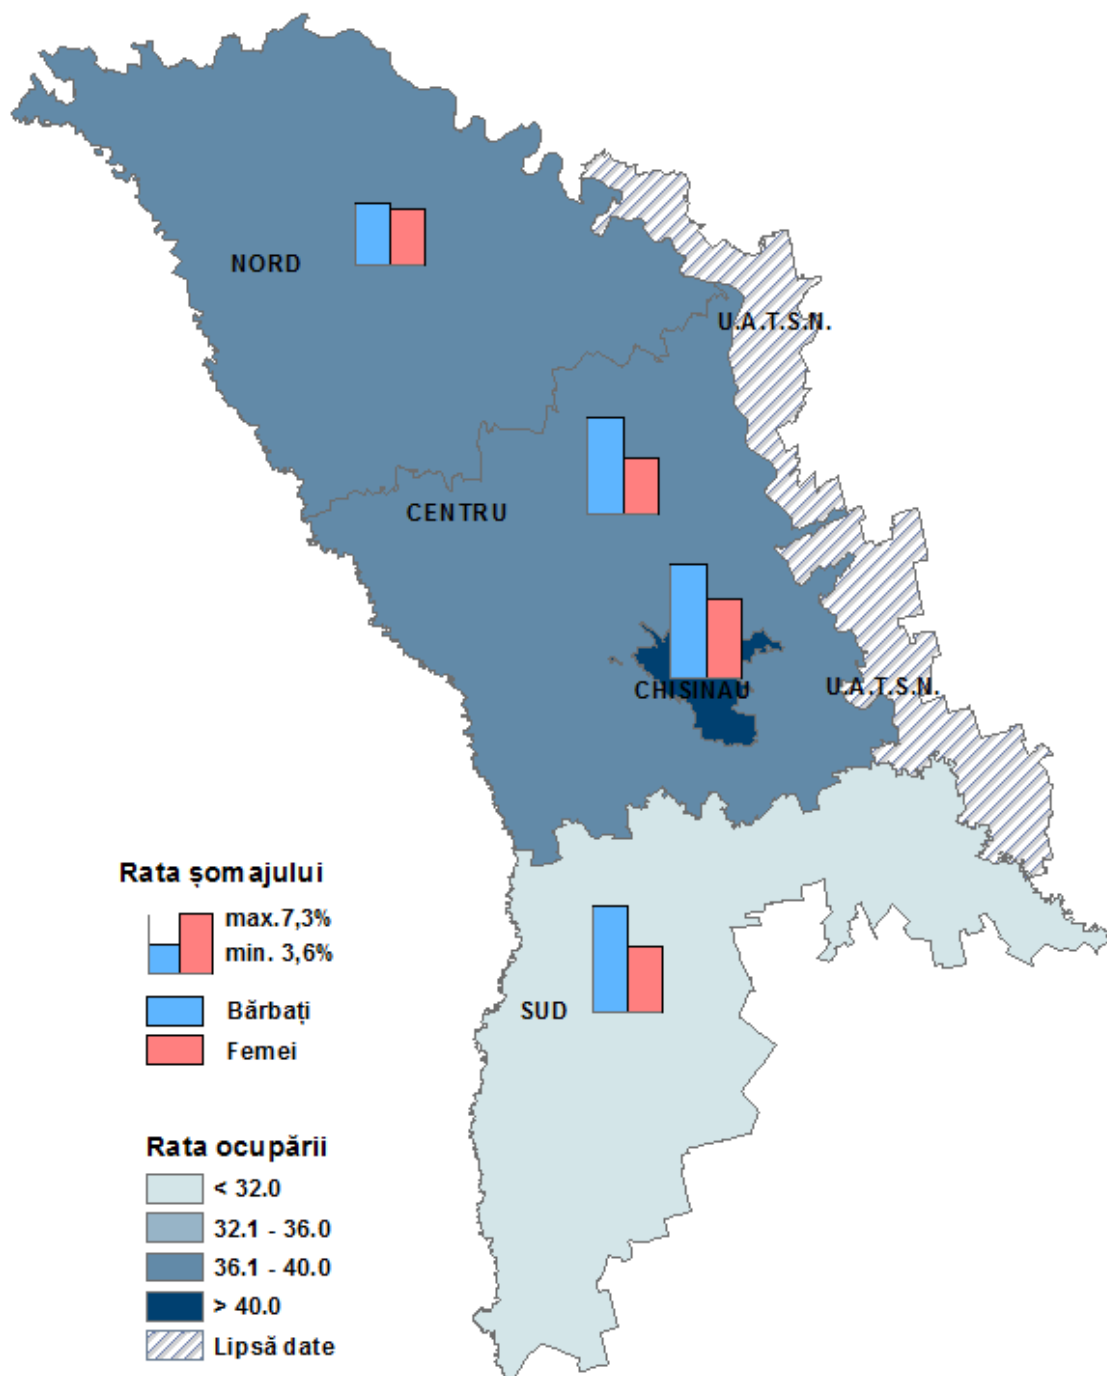 NORD
U.A.T.S.N.
CENTRU
CHISINAU
U.A.T.S.N.
Rata șomajului
max.7,3%
min. 3,6%
Bărbați
Femei
SUD
Rata ocupării
< 32.0
32.1 - 36.0
36.1 - 40.0
> 40.0
Lipsă date